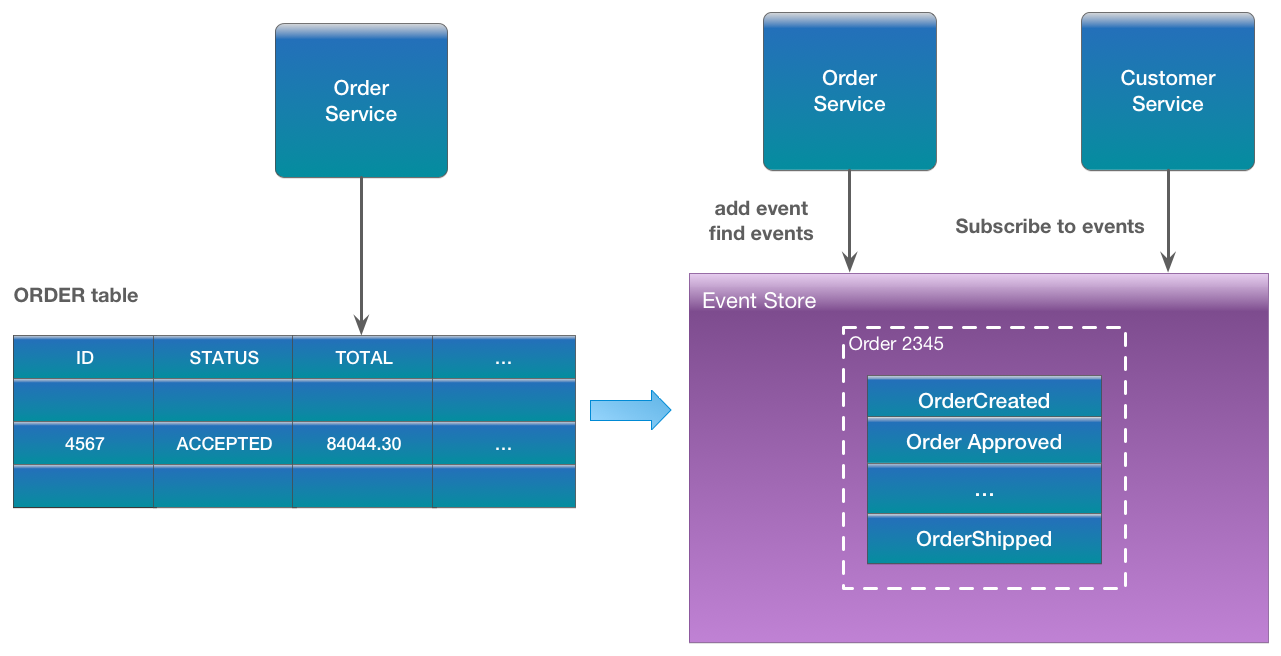 Order
Service
ORDER table
ID STATUS TOTAL ...
4567 ACCEPTED 84044.30 ...
Order
Service
Customer
Service
add event
find events
Subscribe to events
Event Store
Order 2345
OrderCreated
Order Approved
...
OrderShipped